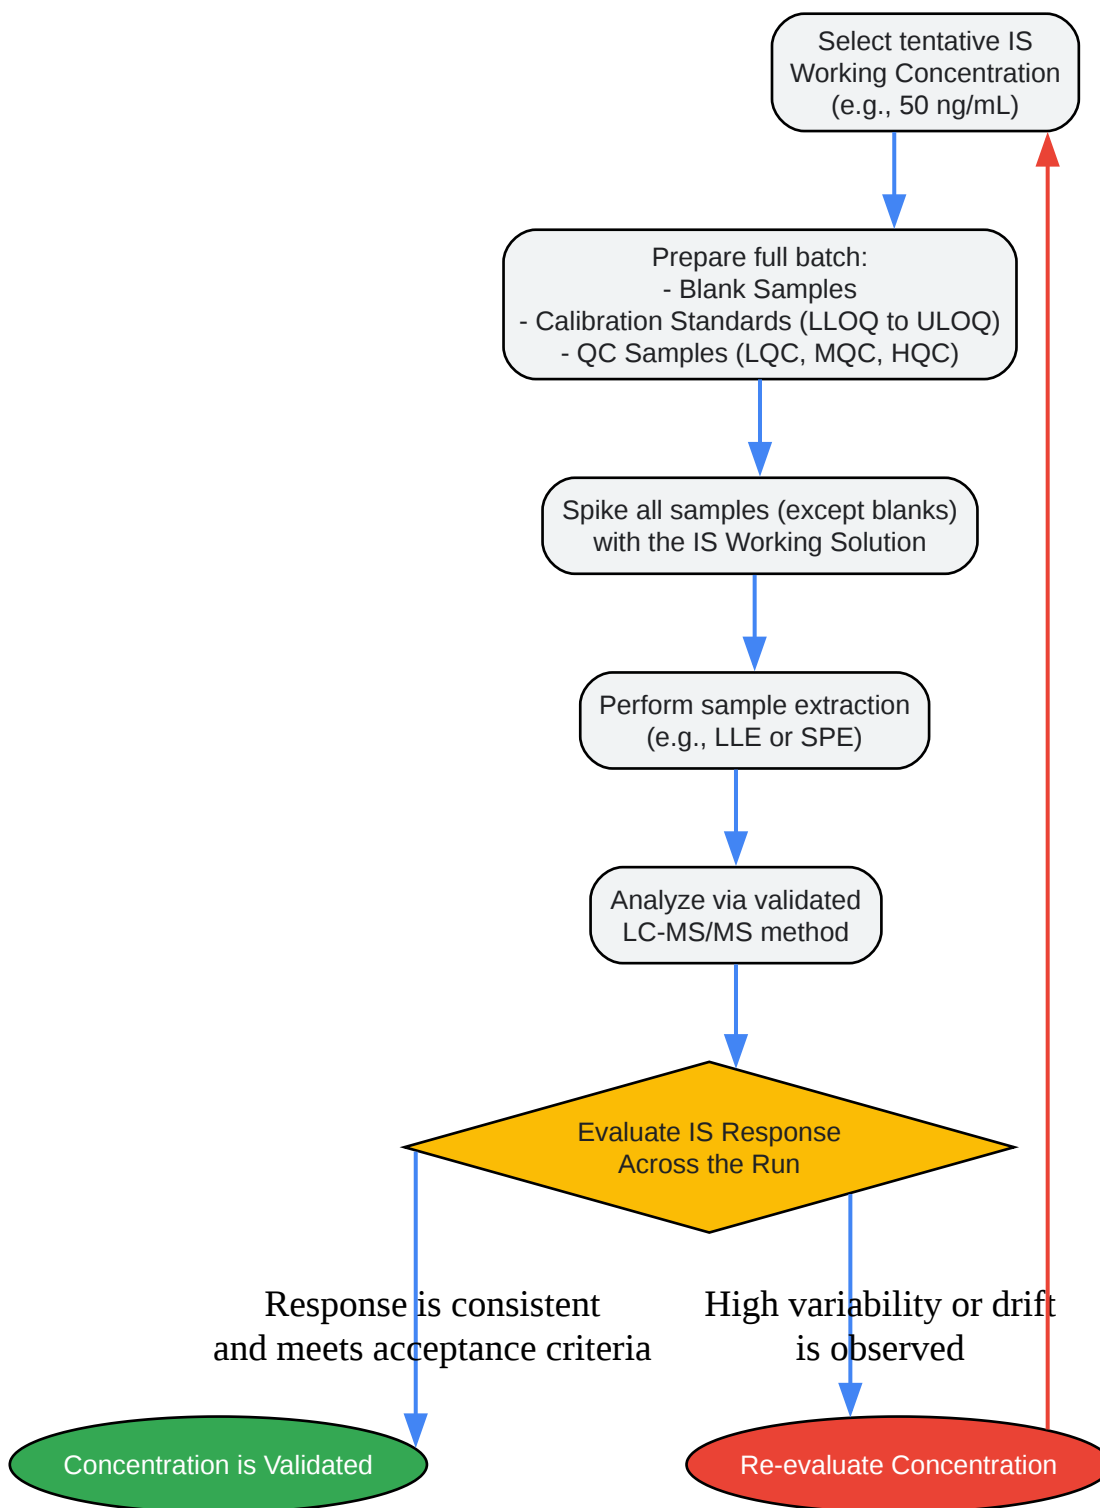 Select tentative IS
Working Concentration
(e.g., 50 ng/mL)
Prepare full batch:
- Blank Samples
- Calibration Standards (LLOQ to ULOQ)
- QC Samples (LQC, MQC, HQC)
Spike all samples (except blanks)
with the IS Working Solution
Perform sample extraction
(e.g., LLE or SPE)
Analyze via validated
LC-MS/MS method
Evaluate IS Response
Across the Run
Response is consistent
and meets acceptance criteria
High variability or drift
is observed
Concentration is Validated
Re-evaluate Concentration